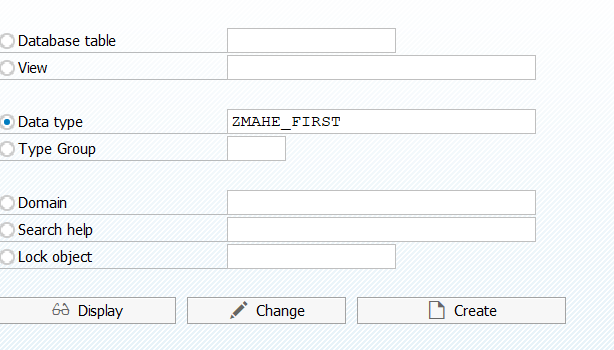 Database table
View
Data type ZMAHE_FIRST
Type Group
Domain
Search help
Lock object
Display Change Create